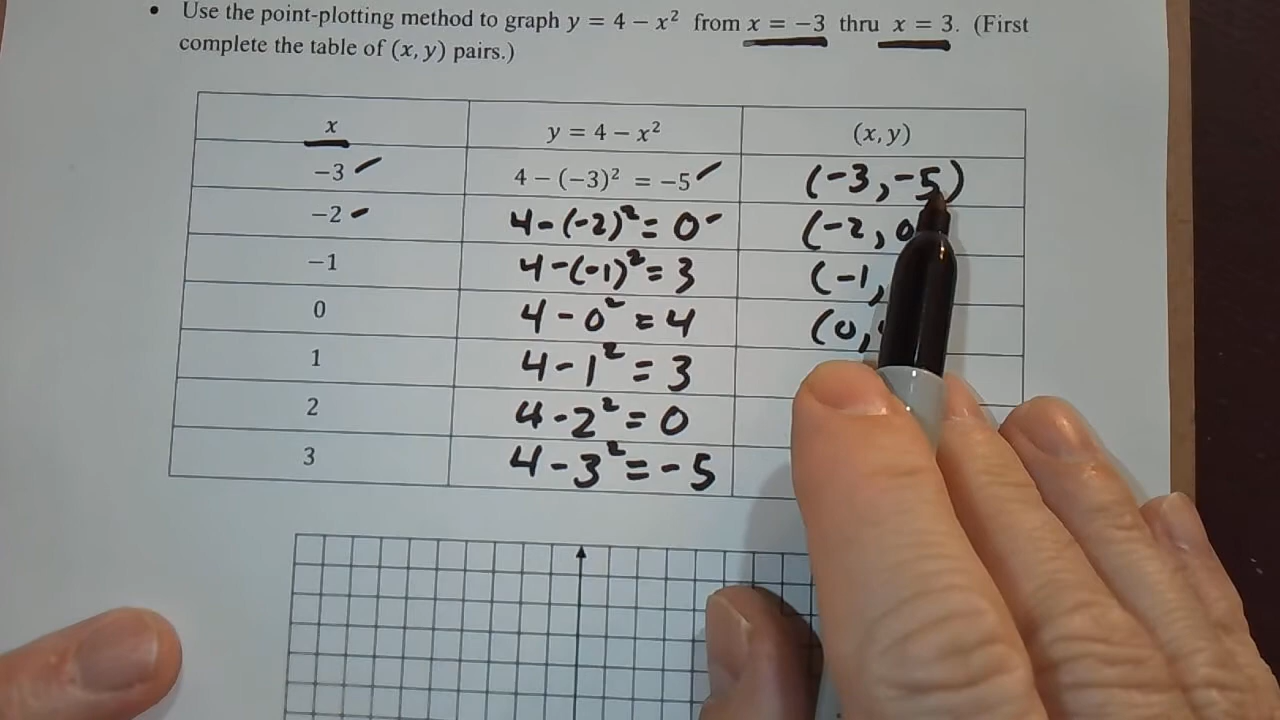 • Use the point-plotting method to graph y = 4 − x² from x = −3 thru x = 3. (First
complete the table of (x, y) pairs.)
x y = 4 − x² (x, y)
−3 4 − (−3)² = −5 (-3, -5)
−2 4-(-2)² = 0 (-2, 0
−1 4-(-1)² = 3 (-1,
0 4 - 0² = 4 (0,
1 4 - 1² = 3
2 4 - 2² = 0
3 4 - 3² = -5